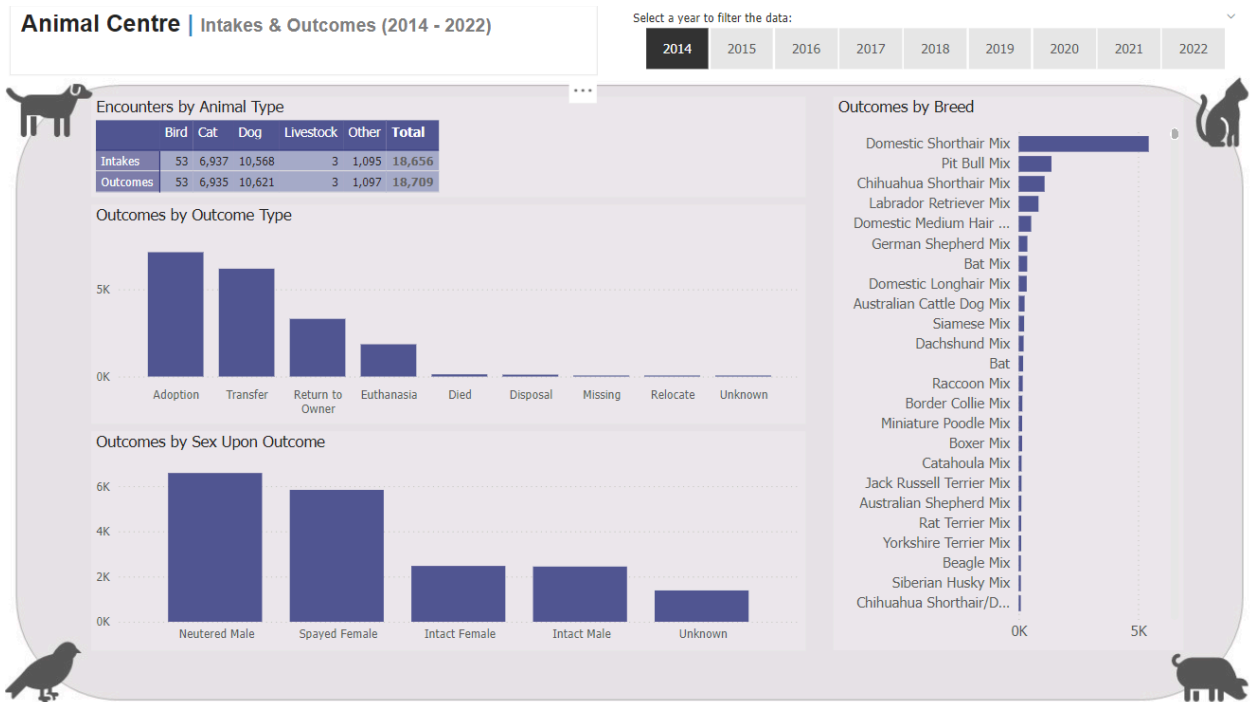 Animal Centre | Intakes & Outcomes (2014 - 2022)
Select a year to filter the data:
2014 2015 2016 2017 2018 2019 2020 2021 2022
Encounters by Animal Type
Bird Cat Dog Livestock Other Total
Intakes 53 6,937 10,568 3 1,095 18,656
Outcomes 53 6,935 10,621 3 1,097 18,709
Outcomes by Outcome Type
5K
0K
Adoption Transfer Return to Owner Euthanasia Died Disposal Missing Relocate Unknown
Outcomes by Sex Upon Outcome
6K
4K
2K
0K
Neutered Male Spayed Female Intact Female Intact Male Unknown
Outcomes by Breed
Domestic Shorthair Mix
Pit Bull Mix
Chihuahua Shorthair Mix
Labrador Retriever Mix
Domestic Medium Hair ...
German Shepherd Mix
Bat Mix
Domestic Longhair Mix
Australian Cattle Dog Mix
Siamese Mix
Dachshund Mix
Bat
Raccoon Mix
Border Collie Mix
Miniature Poodle Mix
Boxer Mix
Catahoula Mix
Jack Russell Terrier Mix
Australian Shepherd Mix
Rat Terrier Mix
Yorkshire Terrier Mix
Beagle Mix
Siberian Husky Mix
Chihuahua Shorthair/D...
0K 5K